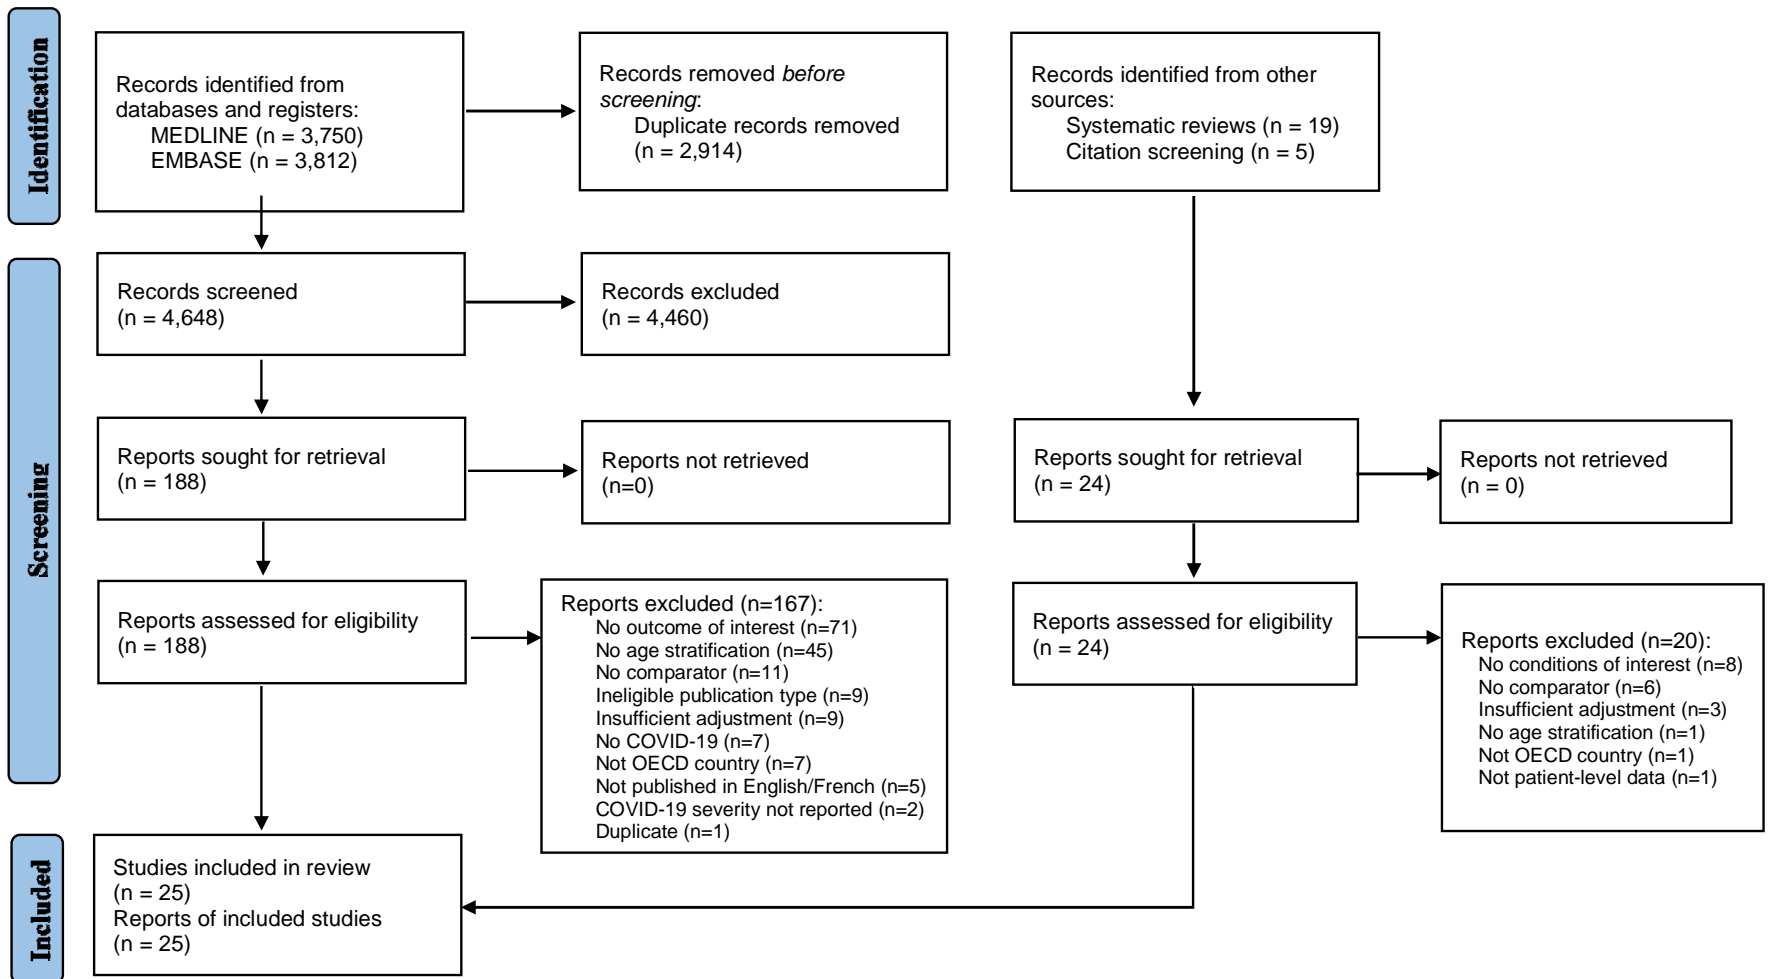 Identification
Records identified from
databases and registers:
MEDLINE (n = 3,750)
EMBASE (n = 3,812)
Records removed before
screening:
Duplicate records removed
(n = 2,914)
Records identified from other
sources:
Systematic reviews (n = 19)
Citation screening (n = 5)
Screening
Records screened
(n = 4,648)
Records excluded
(n = 4,460)
Reports sought for retrieval
(n = 188)
Reports not retrieved
(n=0)
Reports sought for retrieval
(n = 24)
Reports not retrieved
(n = 0)
Reports assessed for eligibility
(n = 188)
Reports excluded (n=167):
No outcome of interest (n=71)
No age stratification (n=45)
No comparator (n=11)
Ineligible publication type (n=9)
Insufficient adjustment (n=9)
No COVID-19 (n=7)
Not OECD country (n=7)
Not published in English/French (n=5)
COVID-19 severity not reported (n=2)
Duplicate (n=1)
Reports assessed for eligibility
(n = 24)
Reports excluded (n=20):
No conditions of interest (n=8)
No comparator (n=6)
Insufficient adjustment (n=3)
No age stratification (n=1)
Not OECD country (n=1)
Not patient-level data (n=1)
Included
Studies included in review
(n = 25)
Reports of included studies
(n = 25)